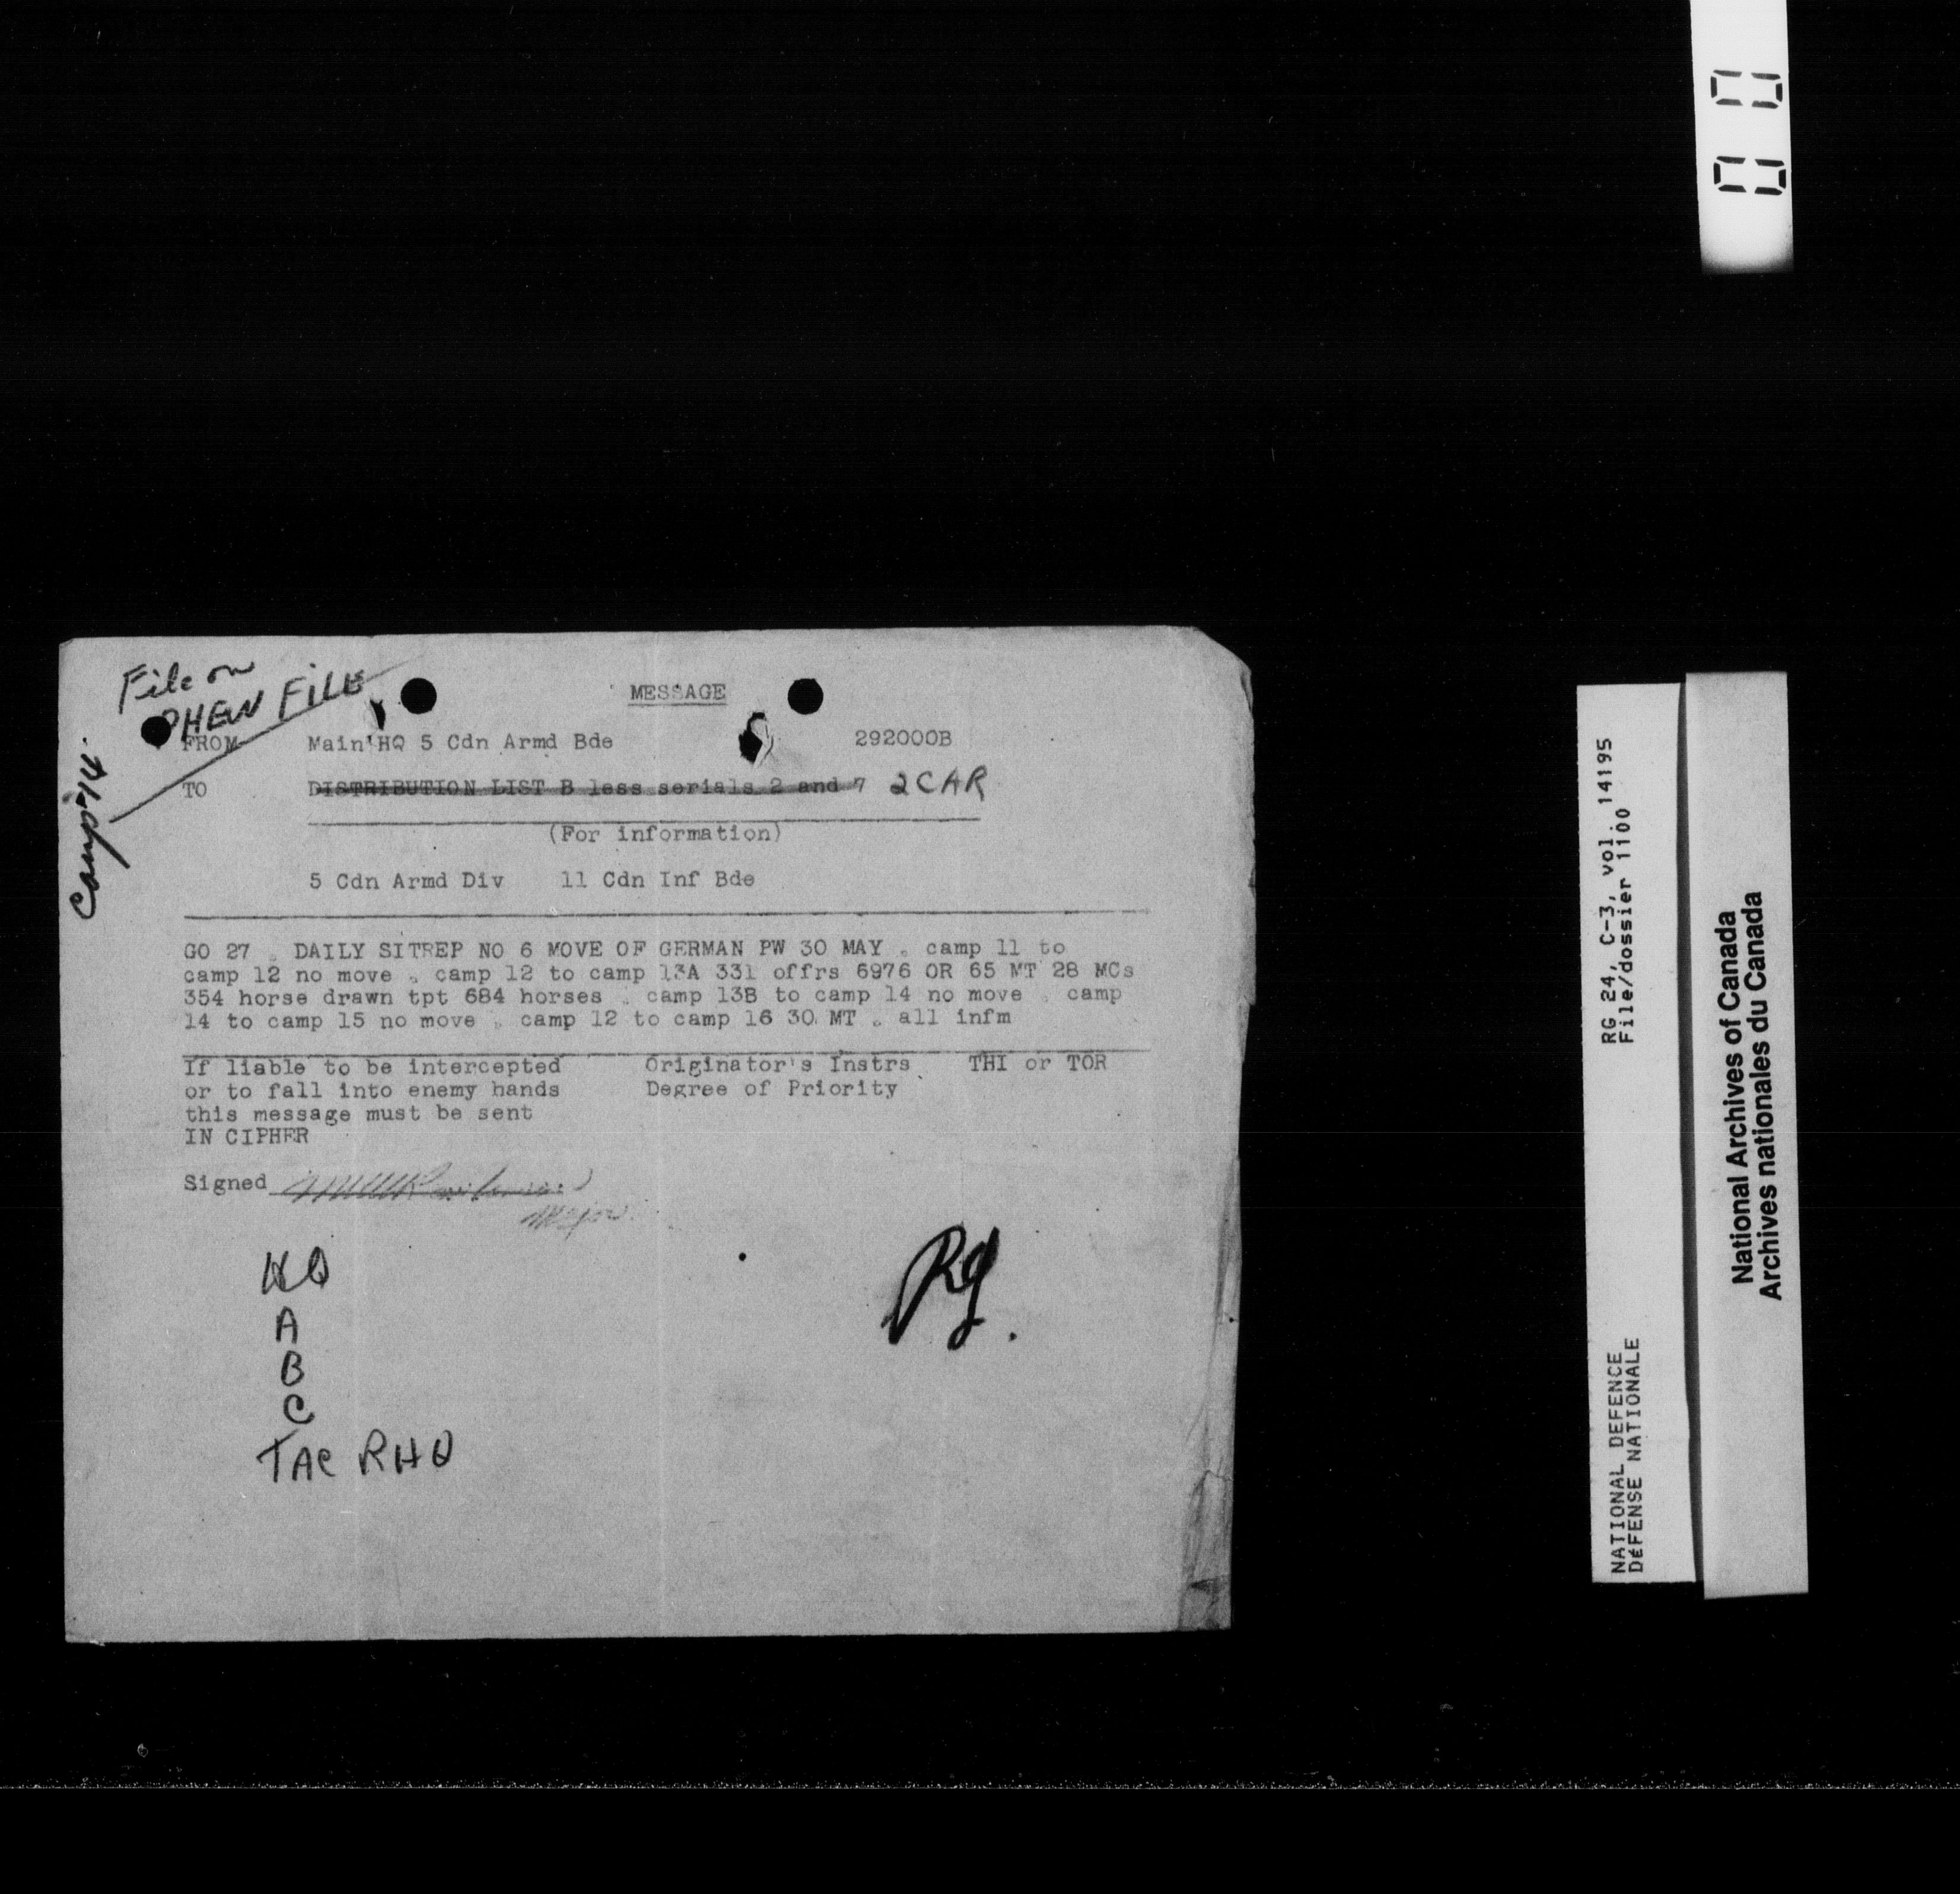 File on
PHEW FILE
Camp 14
MESSAGE
FROM Main HQ 5 Cdn Armd Bde 292000B
TO DISTRIBUTION LIST B less serials 2 and 7 2 CAR
(For information)
5 Cdn Armd Div 11 Cdn Inf Bde
GO 27 . DAILY SITREP NO 6 MOVE OF GERMAN PW 30 MAY . camp 11 to
camp 12 no move . camp 12 to camp 13A 331 offrs 6976 OR 65 MT 28 MCs
354 horse drawn tpt 684 horses . camp 13B to camp 14 no move . camp
14 to camp 15 no move . camp 12 to camp 16 30 MT . all infm
If liable to be intercepted Originator's Instrs THI or TOR
or to fall into enemy hands Degree of Priority
this message must be sent
IN CIPHER
Signed
Major
HQ
A
B
C
TAC RHQ
RG 24, C-3, vol. 14195
File/dossier 1100
NATIONAL DEFENCE
DéFENSE NATIONALE
National Archives of Canada
Archives nationales du Canada